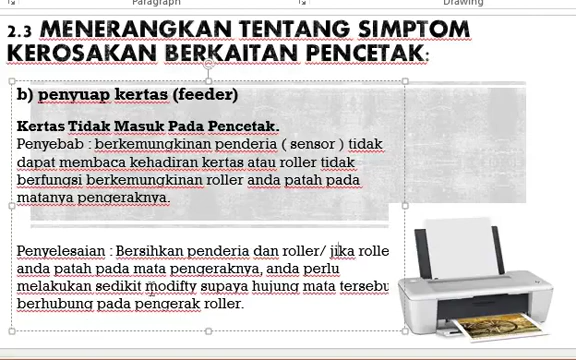 Paragraph
Drawing
2.3 MENERANGKAN TENTANG SIMPTOM
KEROSAKAN BERKAITAN PENCETAK:
b) penyuap kertas (feeder)
Kertas Tidak Masuk Pada Pencetak.
Penyebab : berkemungkinan penderia ( sensor ) tidak
dapat membaca kehadiran kertas atau roller tidak
berfungsi berkemungkinan roller anda patah pada
matanya pengeraknya.
Penyelesaian : Bersihkan penderia dan roller/ jika rolle
anda patah pada mata pengeraknya, anda perlu
melakukan sedikit modifty supaya hujung mata tersebu
berhubung pada pengerak roller.